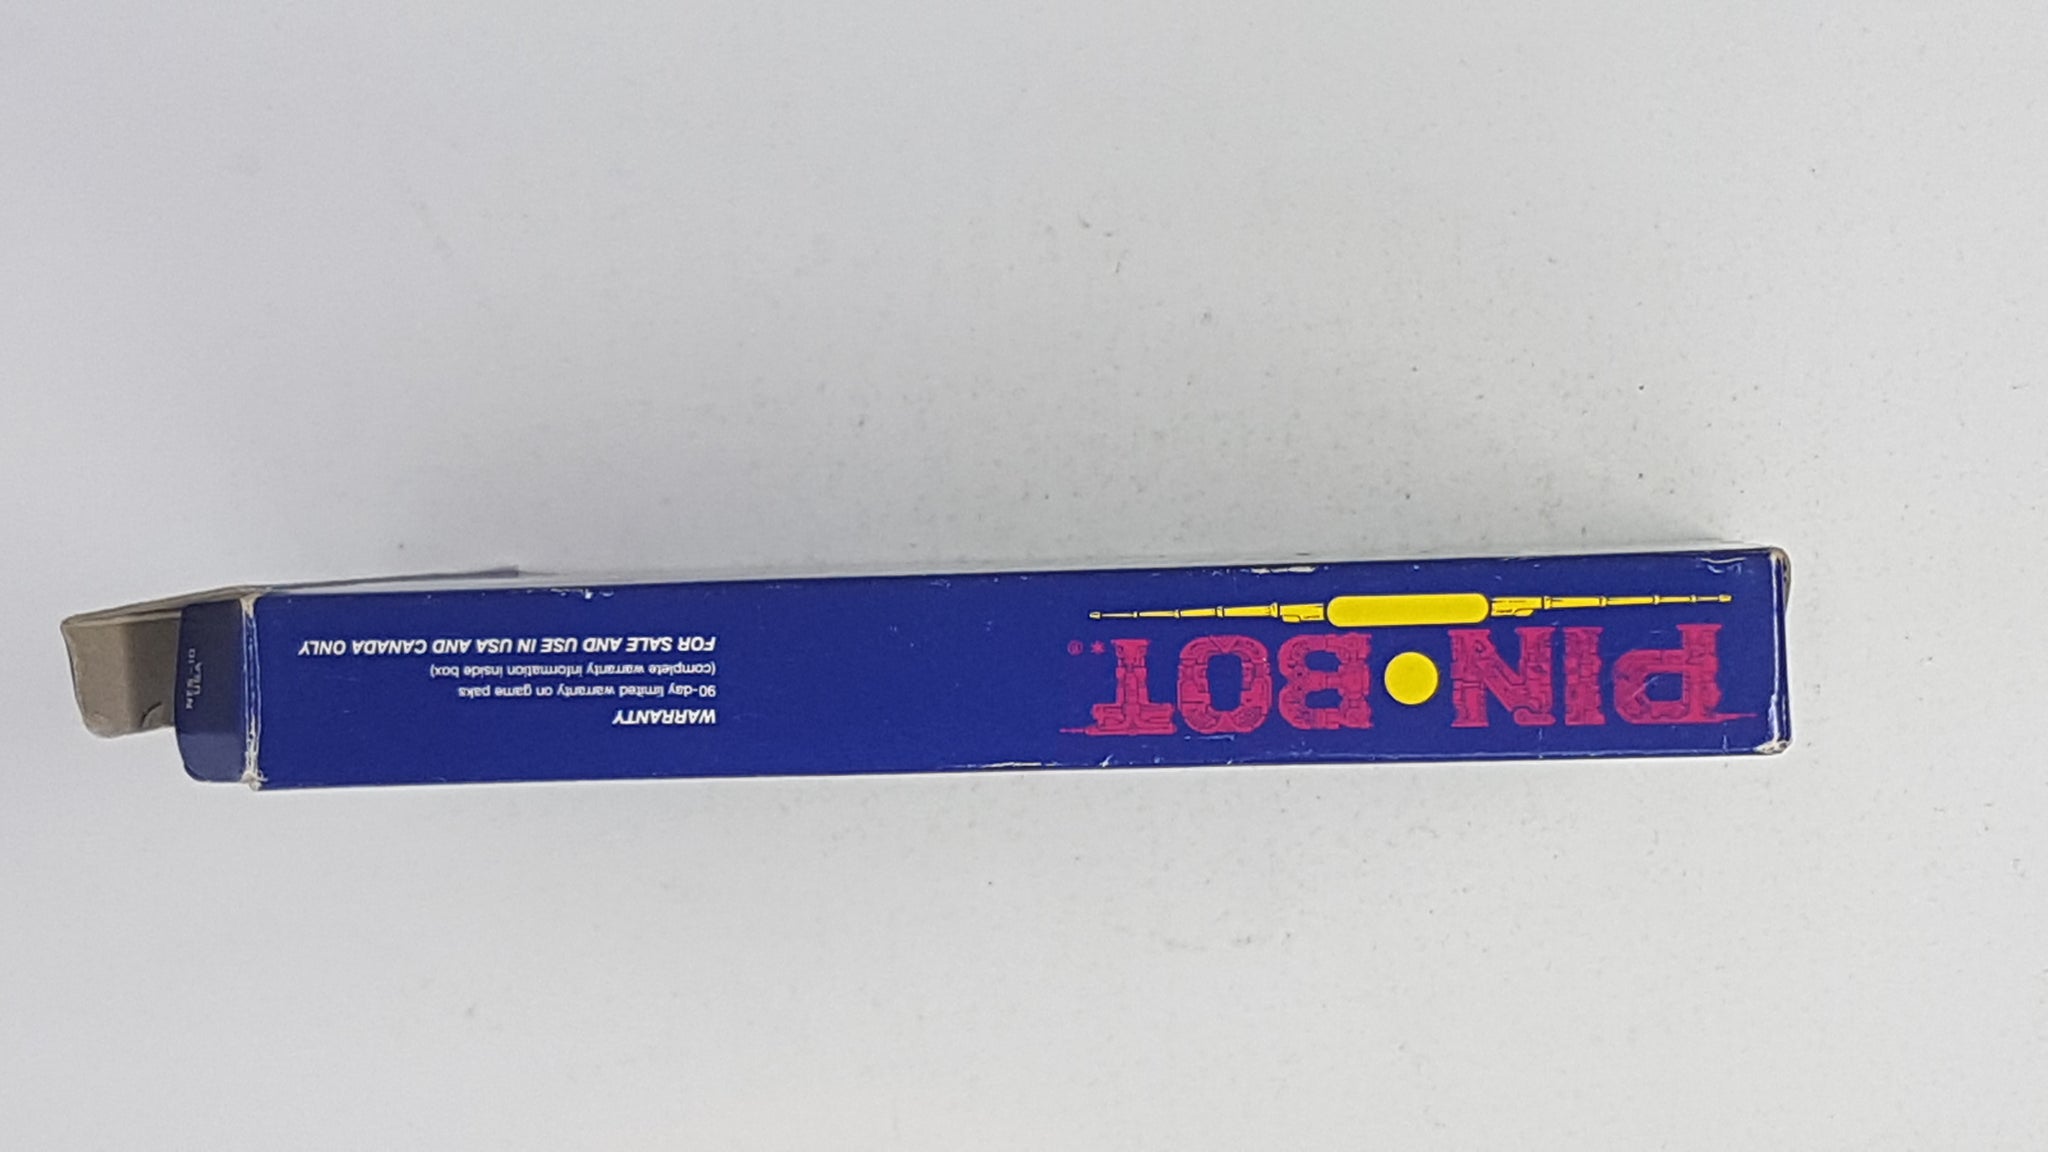 PIN·BOT*®
WARRANTY
90-day limited warranty on game paks
(complete warranty information inside box)
FOR SALE AND USE IN USA AND CANADA ONLY
USA